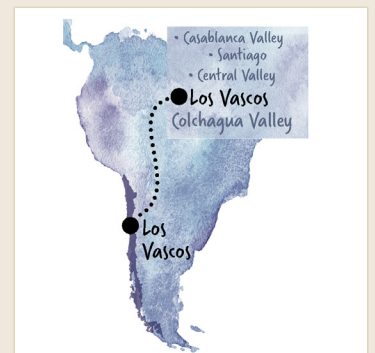 • Casablanca Valley
• Santiago
• Central Valley
Los Vascos
Colchagua Valley
Los
Vascos